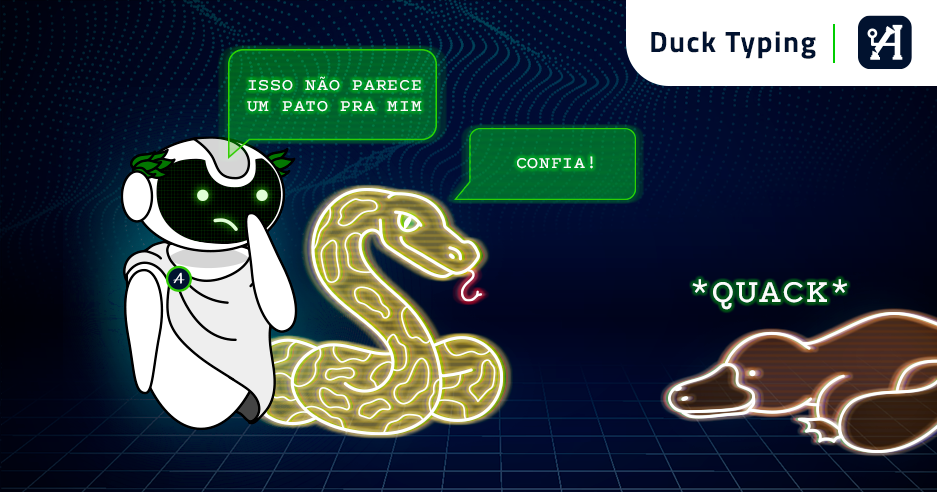 Duck Typing
ISSO NÃO PARECE
UM PATO PRA MIM
CONFIA!
*QUACK*
A
A